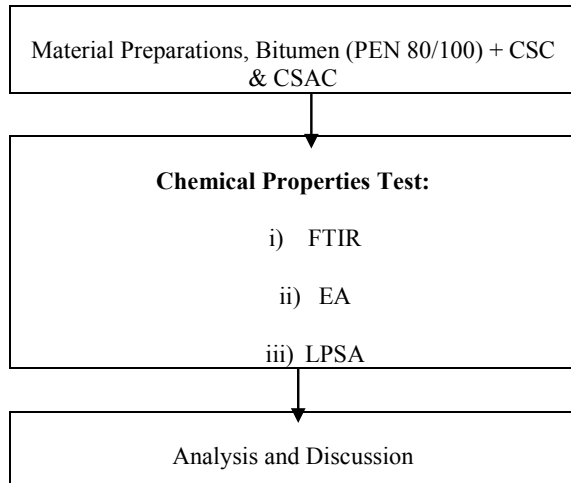 Material Preparations, Bitumen (PEN 80/100) + CSC
& CSAC
Chemical Properties Test:
i) FTIR
ii) EA
iii) LPSA
Analysis and Discussion